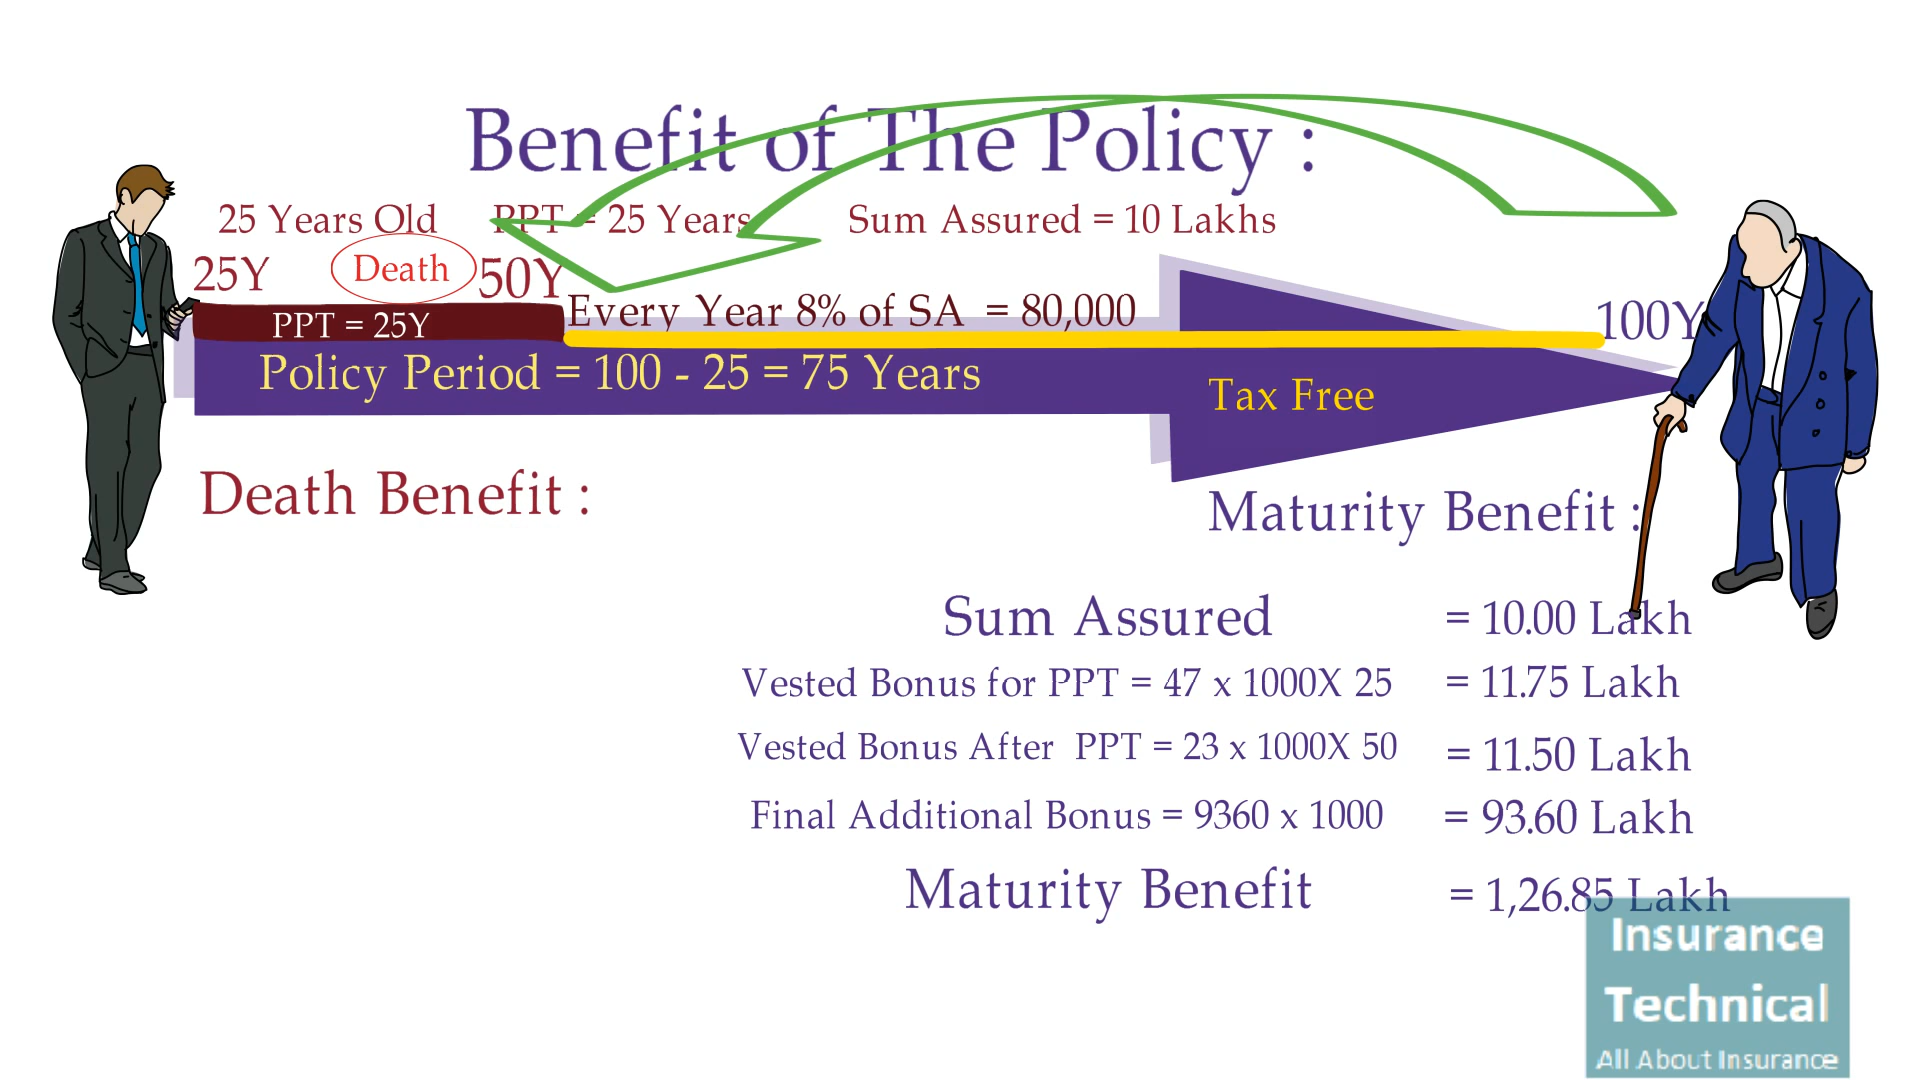 Benefit of The Policy :
25 Years Old
PPT = 25 Years
Sum Assured = 10 Lakhs
25Y
Death
50Y
Every Year 8% of SA = 80,000
100Y
PPT = 25Y
Policy Period = 100 - 25 = 75 Years
Tax Free
Death Benefit :
Maturity Benefit :
Sum Assured = 10.00 Lakh
Vested Bonus for PPT = 47 x 1000X 25 = 11.75 Lakh
Vested Bonus After PPT = 23 x 1000X 50 = 11.50 Lakh
Final Additional Bonus = 9360 x 1000 = 93.60 Lakh
Maturity Benefit = 1,26.85 Lakh
Insurance
Technical
All About Insurance